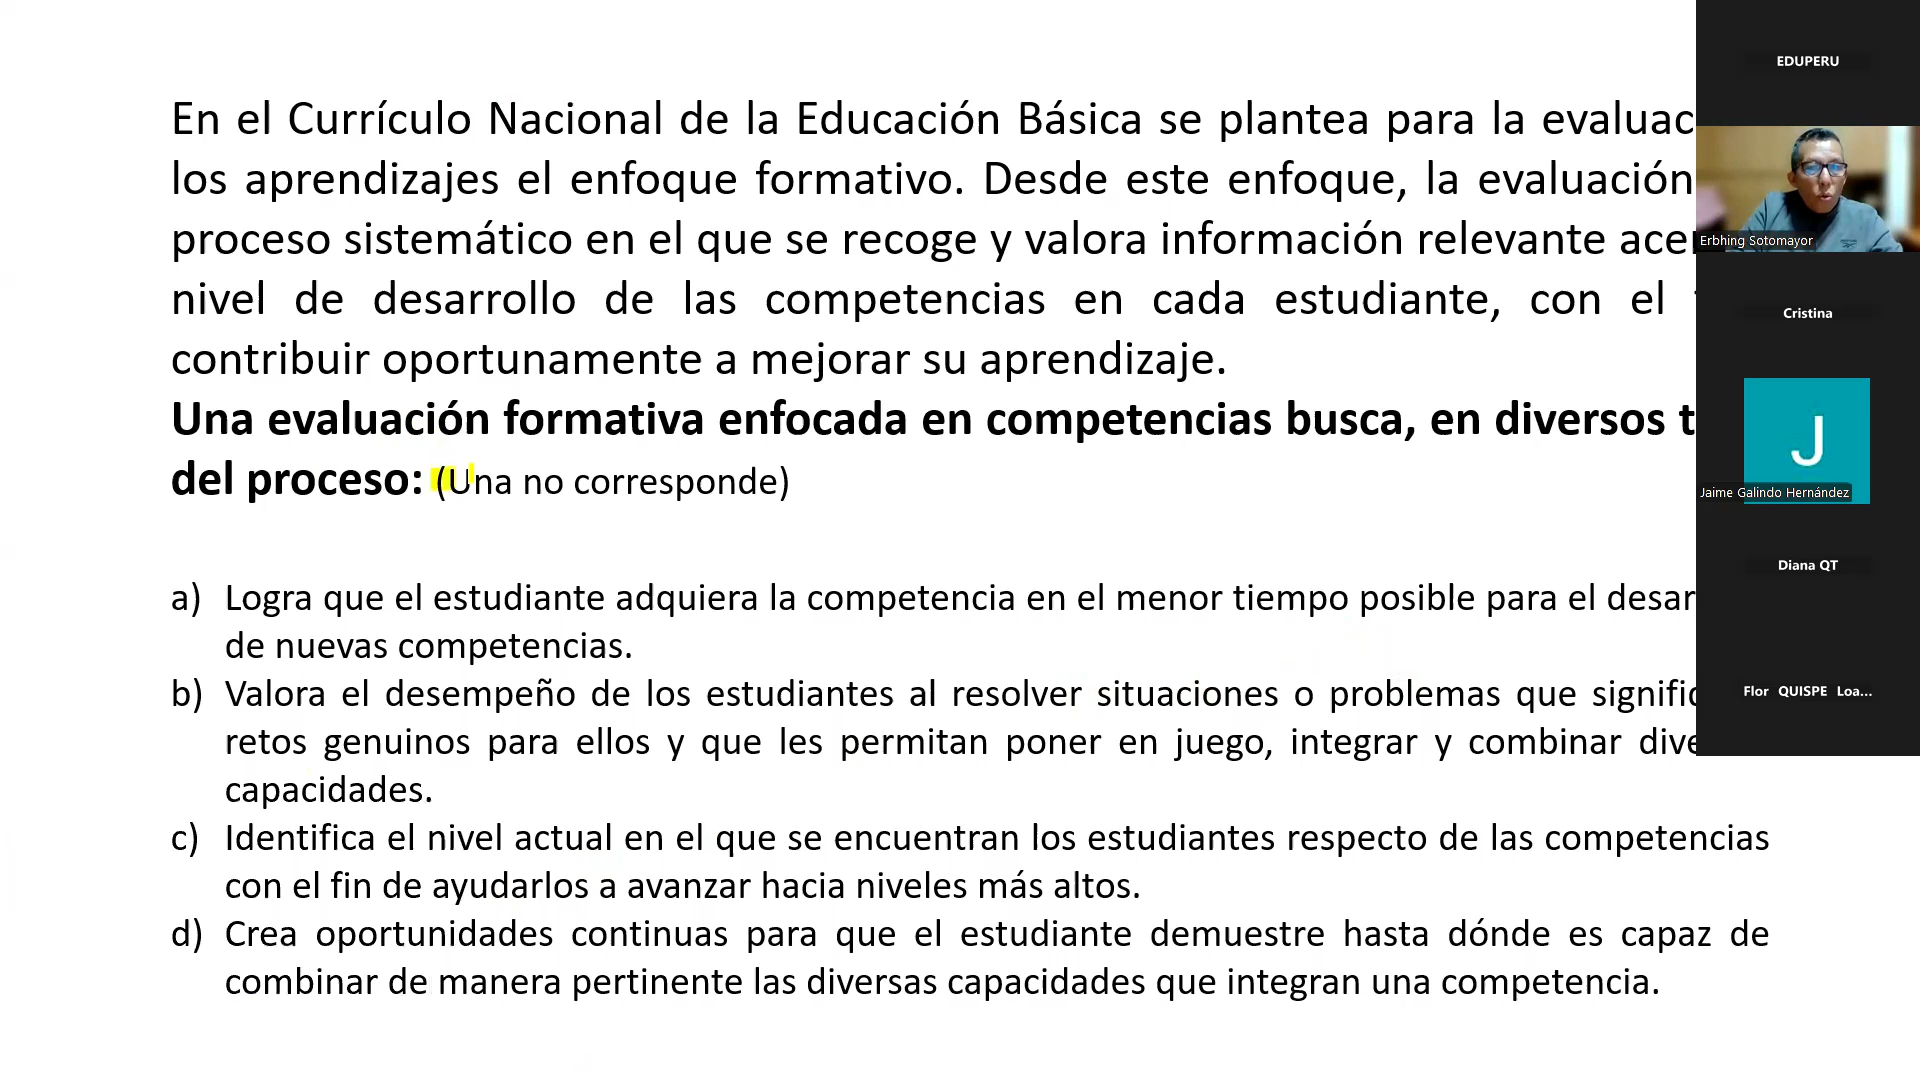 En el Currículo Nacional de la Educación Básica se plantea para la
los aprendizajes el enfoque formativo. Desde este enfoque, la evaluación
proceso sistemático en el que se recoge y valora información relevante
nivel de desarrollo de las competencias en cada estudiante, con el
contribuir oportunamente a mejorar su aprendizaje.
Una evaluación formativa enfocada en competencias busca, en diversos
del proceso: (Una no corresponde)
a) Logra que el estudiante adquiera la competencia en el menor tiempo posible para el
de nuevas competencias.
b) Valora el desempeño de los estudiantes al resolver situaciones o problemas que
retos genuinos para ellos y que les permitan poner en juego, integrar y combinar
capacidades.
c) Identifica el nivel actual en el que se encuentran los estudiantes respecto de las competencias
con el fin de ayudarlos a avanzar hacia niveles más altos.
d) Crea oportunidades continuas para que el estudiante demuestre hasta dónde es capaz de
combinar de manera pertinente las diversas capacidades que integran una competencia.
EDUPERU
Erbhing Sotomayor
Cristina
J
Jaime Galindo Hernández
Diana QT
Flor QUISPE Loa...